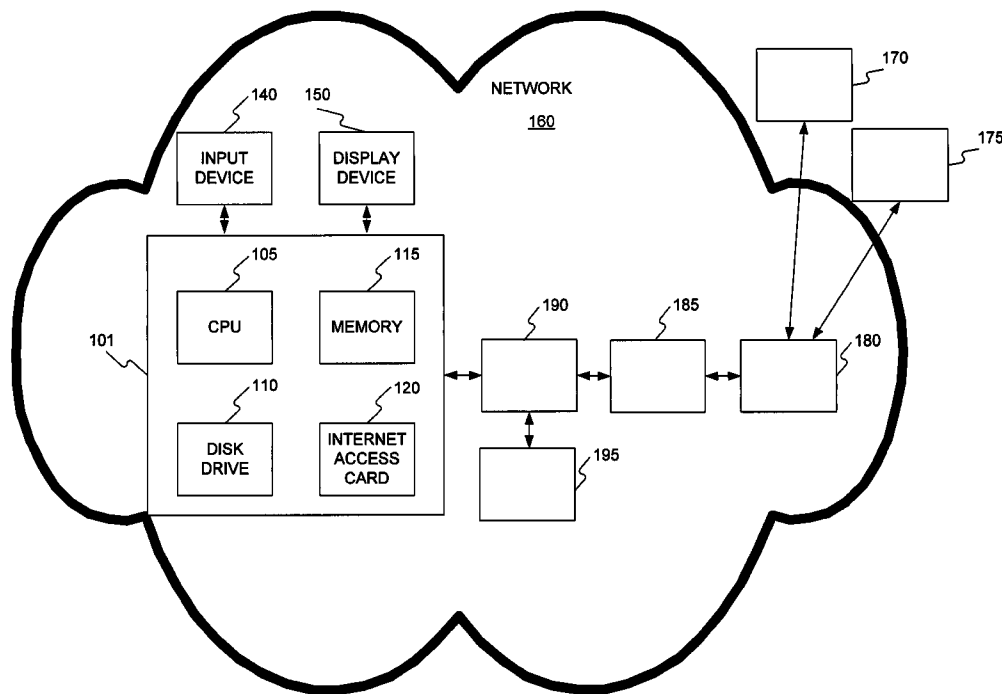 NETWORK
160
170
175
140
150
INPUT
DEVICE
DISPLAY
DEVICE
105
115
CPU
MEMORY
101
110
120
DISK
DRIVE
INTERNET
ACCESS
CARD
190
185
180
195